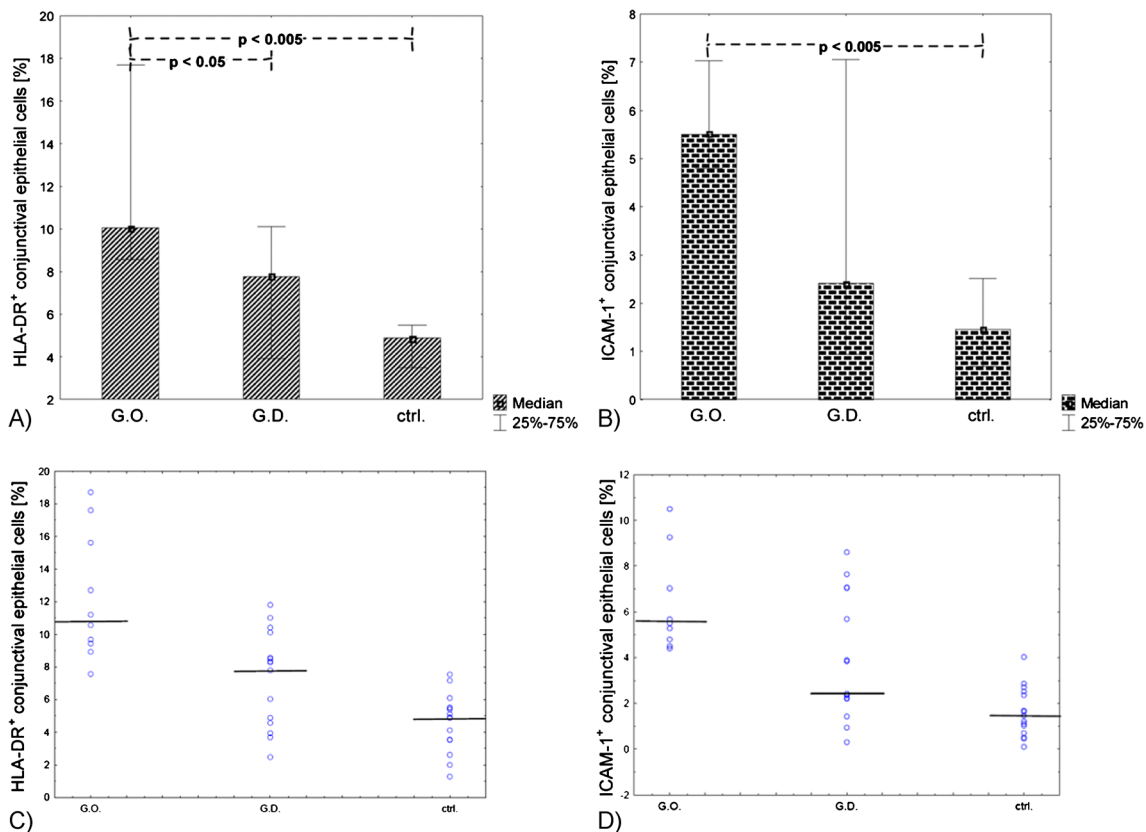 HLA-DR+ conjunctival epithelial cells [%]
20
18
16
14
12
10
8
6
4
2
p < 0.005
p < 0.05
G.O. G.D. ctrl.
Median
25%-75%
A)
ICAM-1+ conjunctival epithelial cells [%]
8
7
6
5
4
3
2
1
0
p < 0.005
G.O. G.D. ctrl.
Median
25%-75%
B)
HLA-DR+ conjunctival epithelial cells [%]
20
18
16
14
12
10
8
6
4
2
0
G.O. G.D. ctrl.
C)
ICAM-1+ conjunctival epithelial cells [%]
12
10
8
6
4
2
0
-2
G.O. G.D. ctrl.
D)